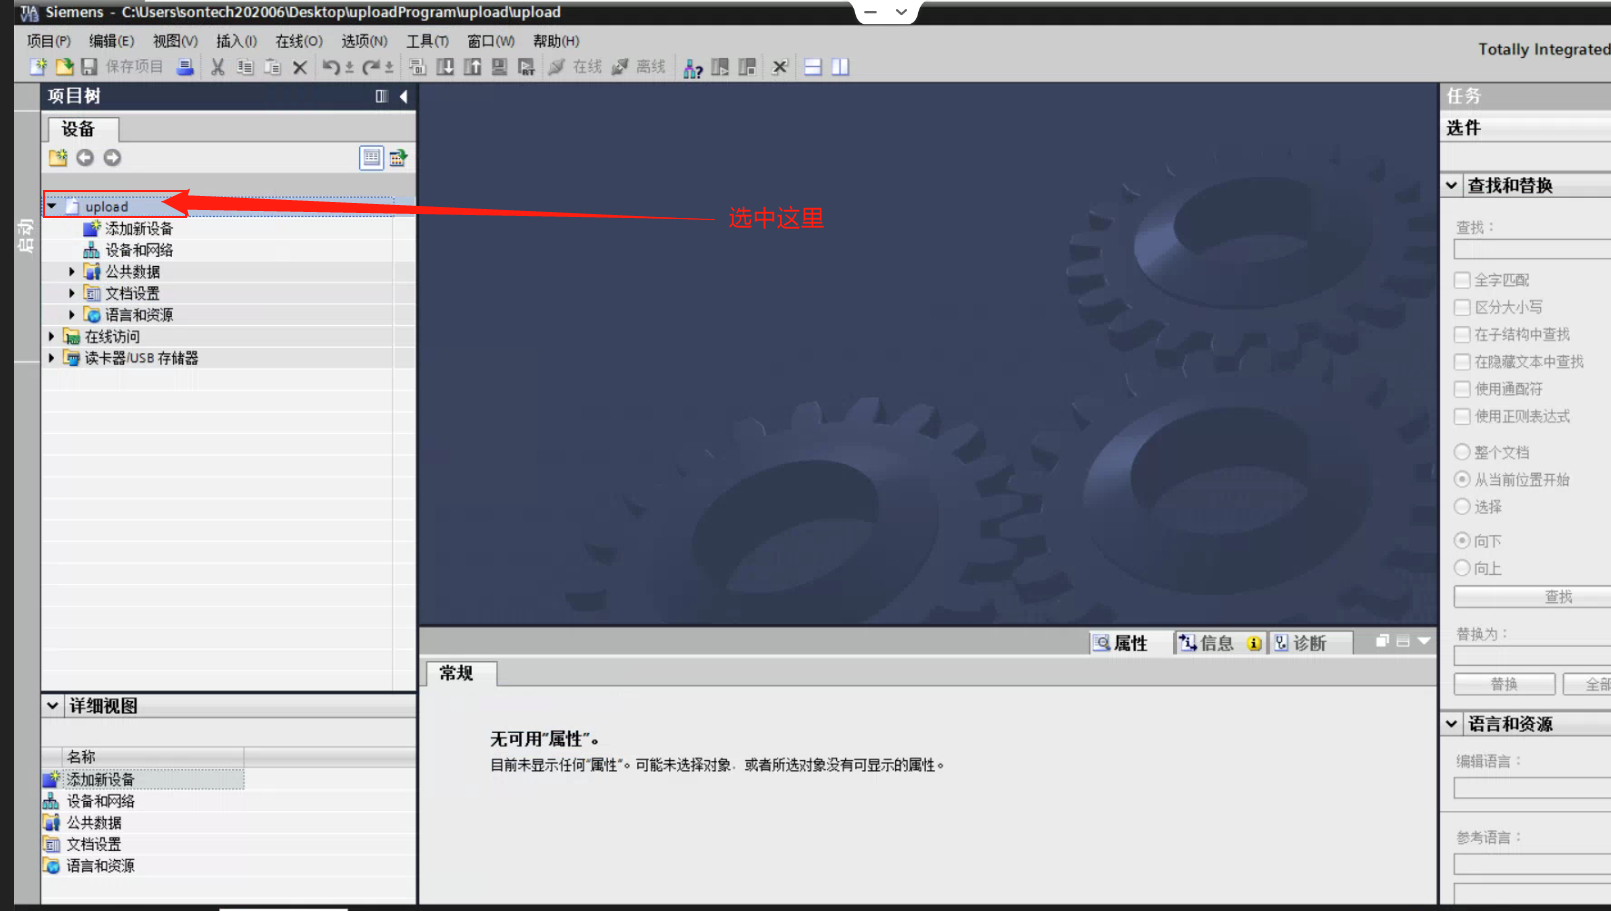 Siemens - C:\Users\sontech202006\Desktop\uploadProgram\upload\upload
项目(P) 编辑(E) 视图(V) 插入(I) 在线(O) 选项(N) 工具(T) 窗口(W) 帮助(H)
Totally Integrated
保存项目 在线 离线
项目树
设备
启动
upload
选中这里
添加新设备
设备和网络
公共数据
文档设置
语言和资源
在线访问
读卡器/USB 存储器
详细视图
名称
添加新设备
设备和网络
公共数据
文档设置
语言和资源
属性 信息 诊断
常规
无可用"属性"。
目前未显示任何"属性"。可能未选择对象，或者所选对象没有可显示的属性。
任务
选件
查找和替换
查找：
全字匹配
区分大小写
在子结构中查找
在隐藏文本中查找
使用通配符
使用正则表达式
整个文档
从当前位置开始
选择
向下
向上
查找
替换为：
替换 全部
语言和资源
编辑语言：
参考语言：